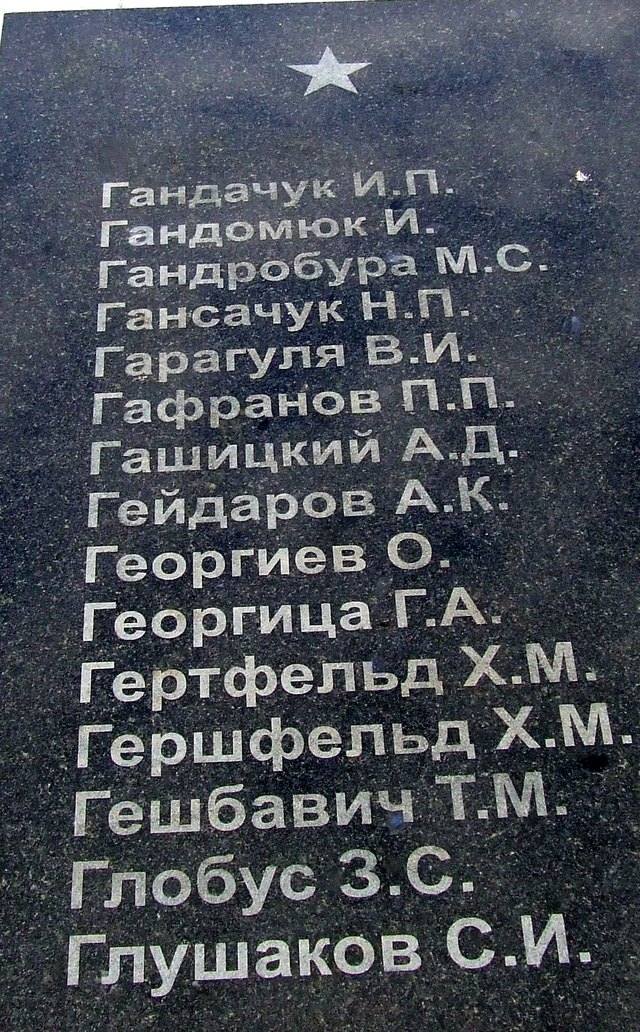 Гандачук И.П.
Гандомюк И.
Гандробура М.С.
Гансачук Н.П.
Гарагуля В.И.
Гафранов П.П.
Гашицкий А.Д.
Гейдаров А.К.
Георгиев О.
Георгица Г.А.
Гертфельд Х.М.
Гершфельд Х.М.
Гешбавич Т.М.
Глобус З.С.
Глушаков С.И.